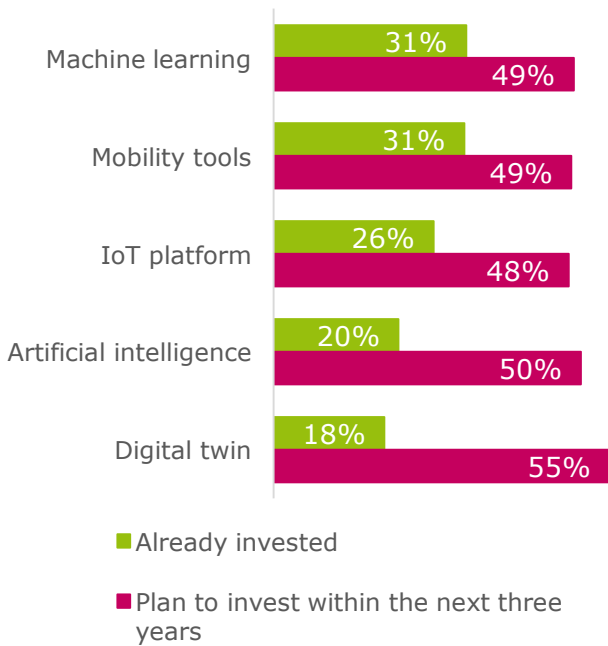 Machine learning
31%
49%
Mobility tools
31%
49%
IoT platform
26%
48%
Artificial intelligence
20%
50%
Digital twin
18%
55%
Already invested
Plan to invest within the next three
years